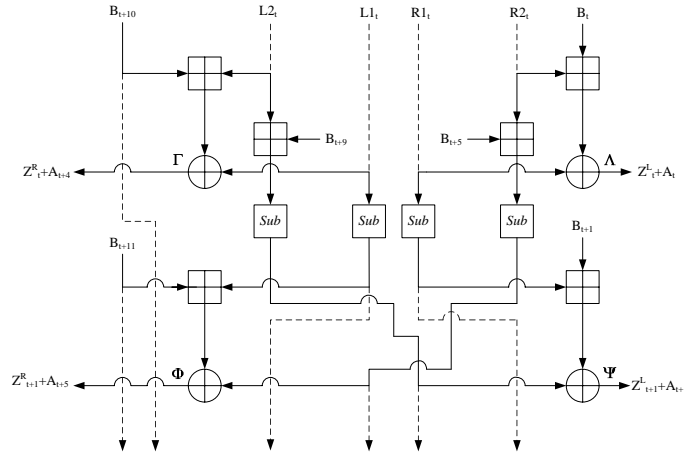 B_{t+10} L2_t L1_t R1_t R2_t B_t
B_{t+9} B_{t+5}
Γ Λ
Z^R_t+A_{t+4} Z^L_t+A_t
Sub Sub Sub Sub
B_{t+1}
B_{t+11}
Φ Ψ
Z^R_{t+1}+A_{t+5} Z^L_{t+1}+A_{t+